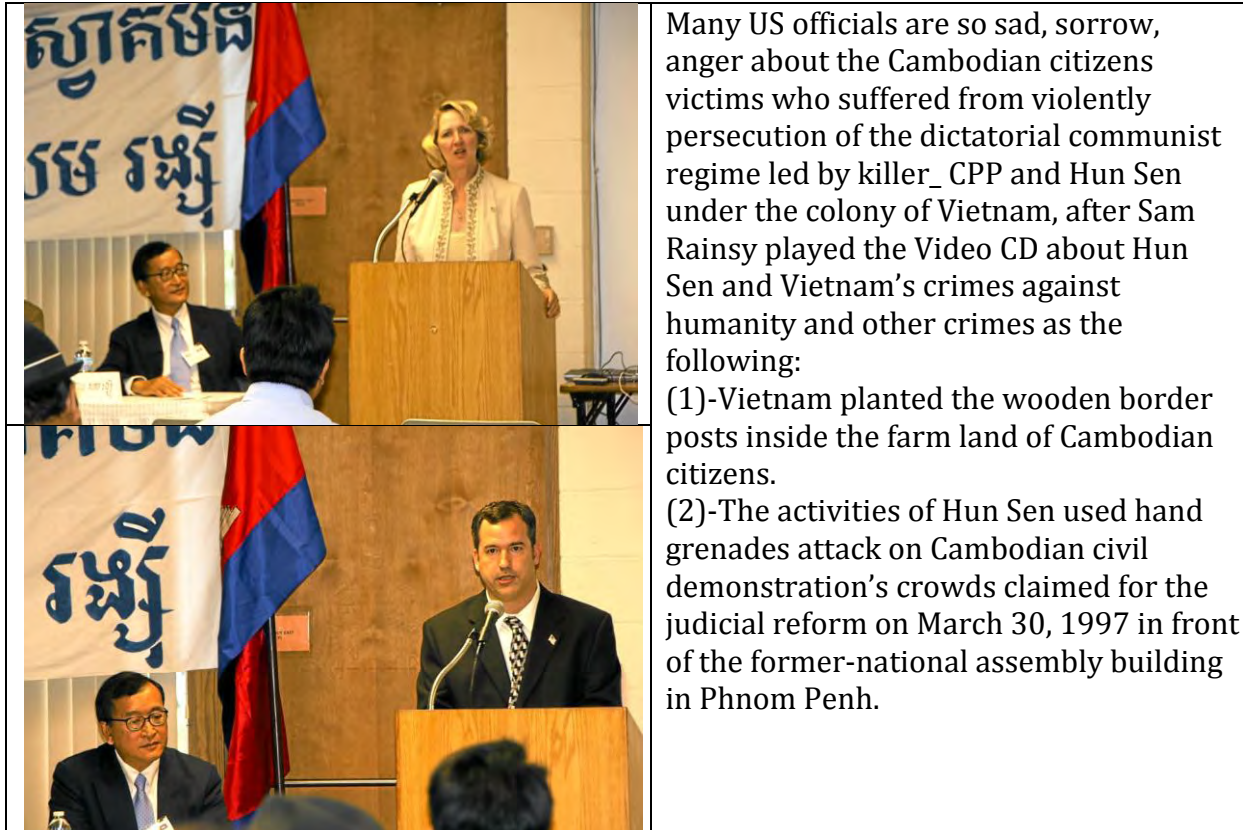 ស្វាគមន៍
រង្ស៊ី
រង្ស៊ី
Many US officials are so sad, sorrow,
anger about the Cambodian citizens
victims who suffered from violently
persecution of the dictatorial communist
regime led by killer_ CPP and Hun Sen
under the colony of Vietnam, after Sam
Rainsy played the Video CD about Hun
Sen and Vietnam’s crimes against
humanity and other crimes as the
following:
(1)-Vietnam planted the wooden border
posts inside the farm land of Cambodian
citizens.
(2)-The activities of Hun Sen used hand
grenades attack on Cambodian civil
demonstration’s crowds claimed for the
judicial reform on March 30, 1997 in front
of the former-national assembly building
in Phnom Penh.